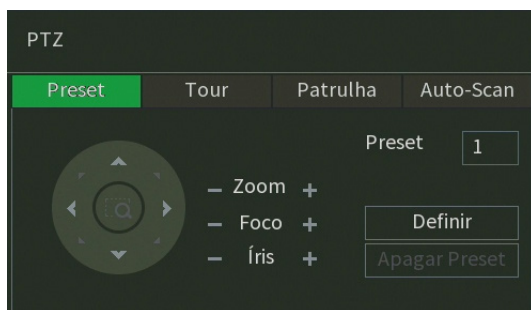 PTZ
Preset Tour Patrulha Auto-Scan
Preset 1
− Zoom +
− Foco + Definir
− Íris + Apagar Preset